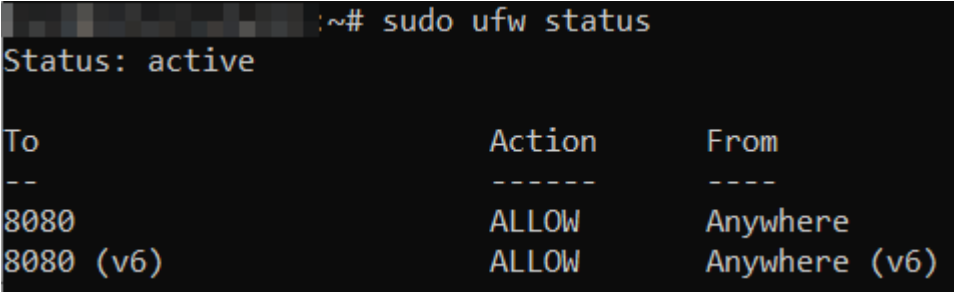 :~# sudo ufw status
Status: active
To Action From
-- ------ ----
8080 ALLOW Anywhere
8080 (v6) ALLOW Anywhere (v6)